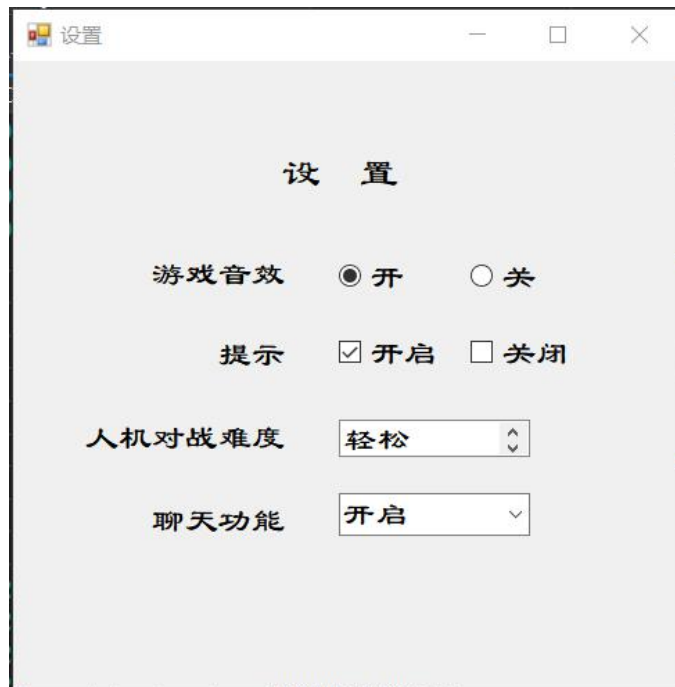 设置
设 置
游戏音效 开 关
提示 开启 关闭
人机对战难度 轻松
聊天功能 开启